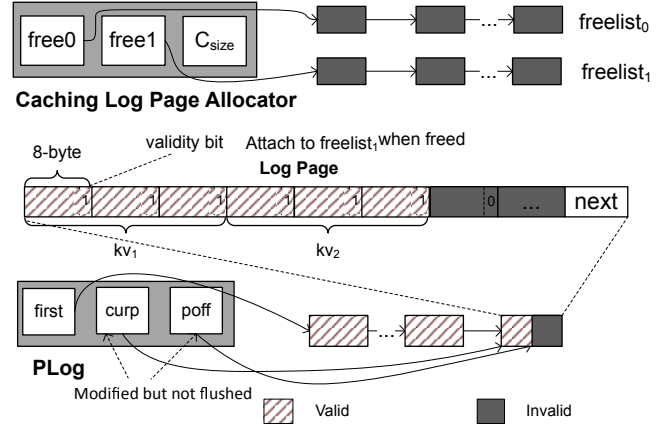 free0 free1 Csize freelist0
freelist1
Caching Log Page Allocator
8-byte validity bit Attach to freelist1 when freed
Log Page
1 1 1 1 1 1 0 ... next
kv1 kv2
first curp poff
PLog
Modified but not flushed
Valid Invalid